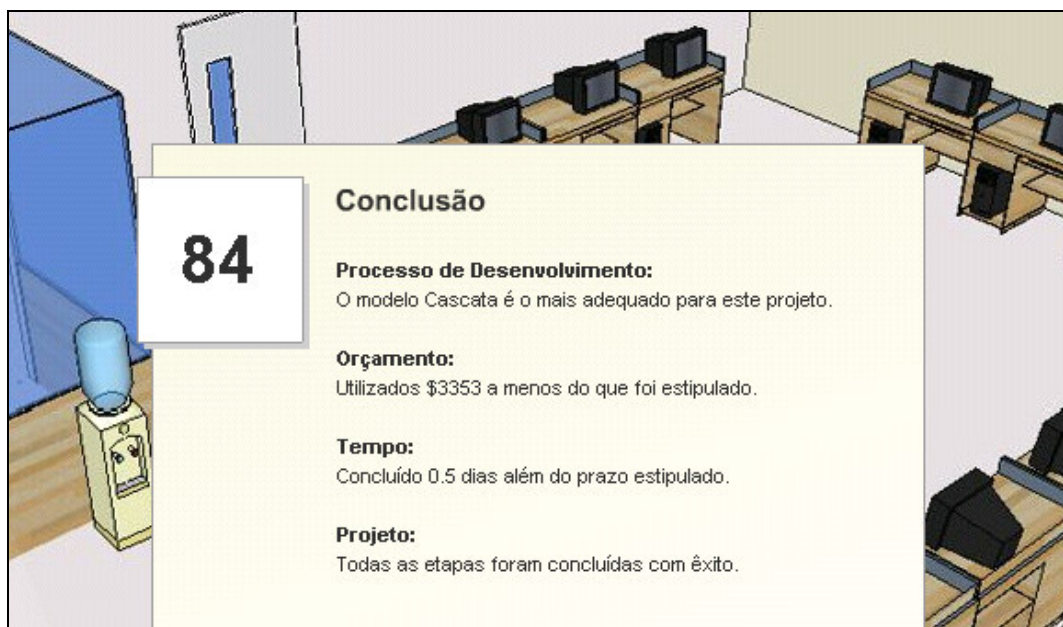 84
Conclusão
Processo de Desenvolvimento:
O modelo Cascata é o mais adequado para este projeto.
Orçamento:
Utilizados $3353 a menos do que foi estipulado.
Tempo:
Concluído 0.5 dias além do prazo estipulado.
Projeto:
Todas as etapas foram concluídas com êxito.